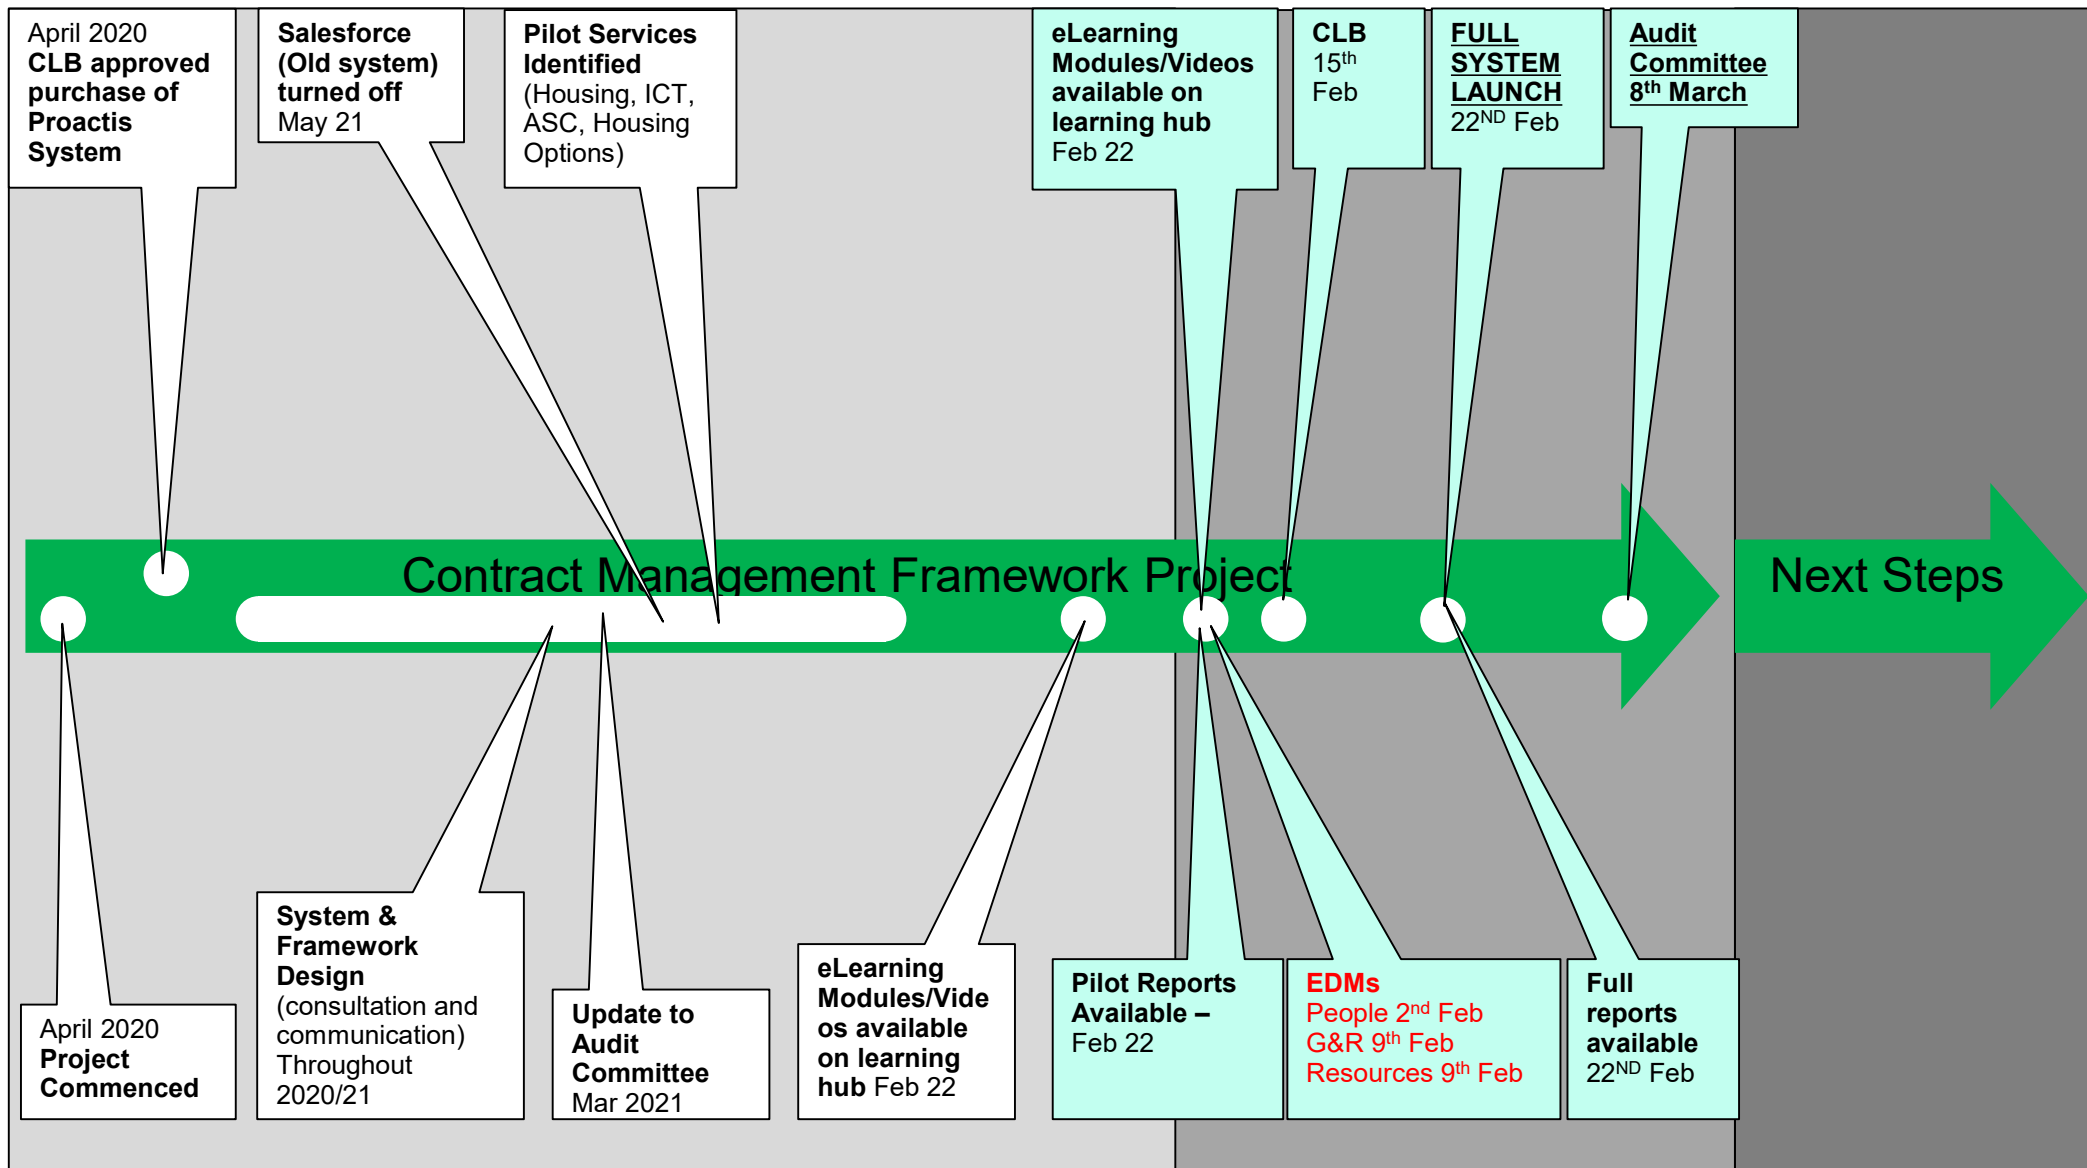 April 2020
CLB approved
purchase of
Proactis
System
Salesforce
(Old system)
turned off
May 21
Pilot Services
Identified
(Housing, ICT,
ASC, Housing
Options)
eLearning
Modules/Videos
available on
learning hub
Feb 22
CLB
15th
Feb
FULL
SYSTEM
LAUNCH
22ND Feb
Audit
Committee
8th March
Contract Management Framework Project
Next Steps
April 2020
Project
Commenced
System &
Framework
Design
(consultation and
communication)
Throughout
2020/21
Update to
Audit
Committee
Mar 2021
eLearning
Modules/Vide
os available
on learning
hub Feb 22
Pilot Reports
Available –
Feb 22
EDMs
People 2nd Feb
G&R 9th Feb
Resources 9th Feb
Full
reports
available
22ND Feb